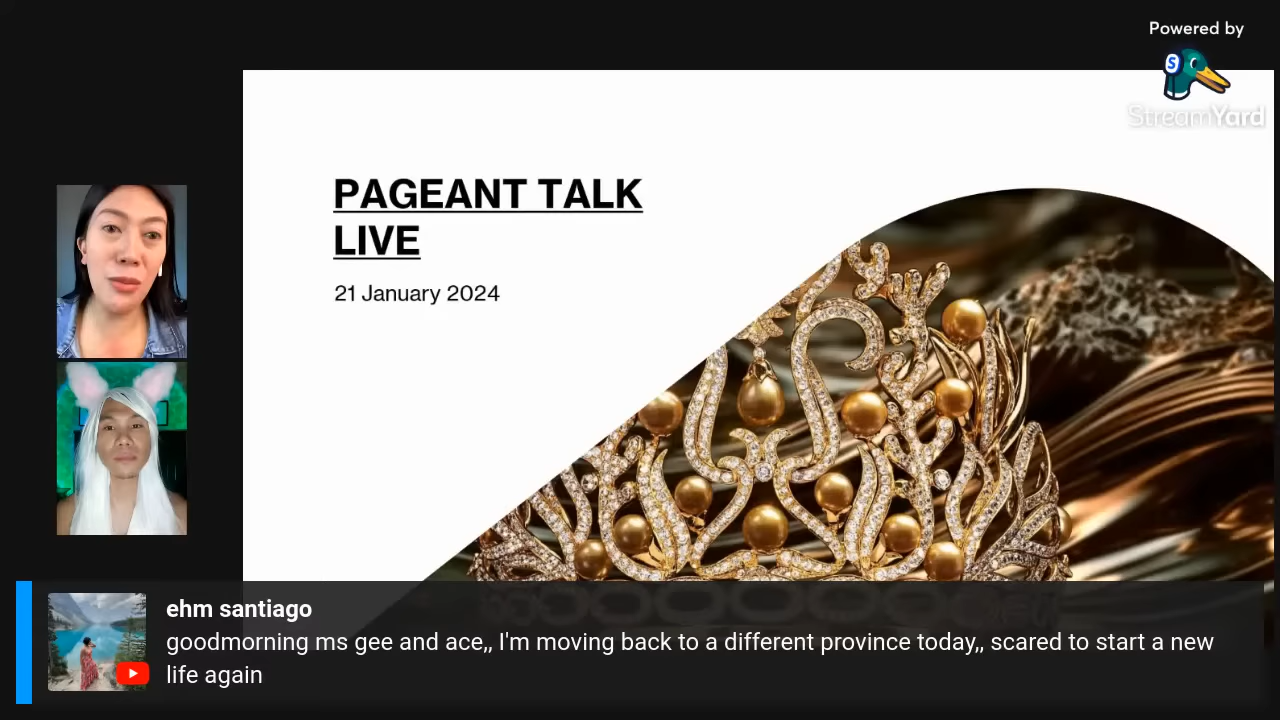 Powered by
S
StreamYard
PAGEANT TALK
LIVE
21 January 2024
ehm santiago
goodmorning ms gee and ace,, I'm moving back to a different province today,, scared to start a new
life again